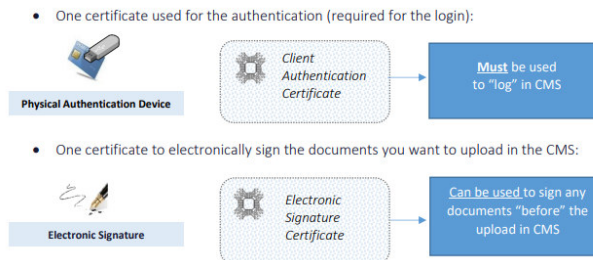 • One certificate used for the authentication (required for the login):
Physical Authentication Device
Client
Authentication
Certificate
Must be used
to “log” in CMS
• One certificate to electronically sign the documents you want to upload in the CMS:
Electronic Signature
Electronic
Signature
Certificate
Can be used to sign any
documents “before” the
upload in CMS